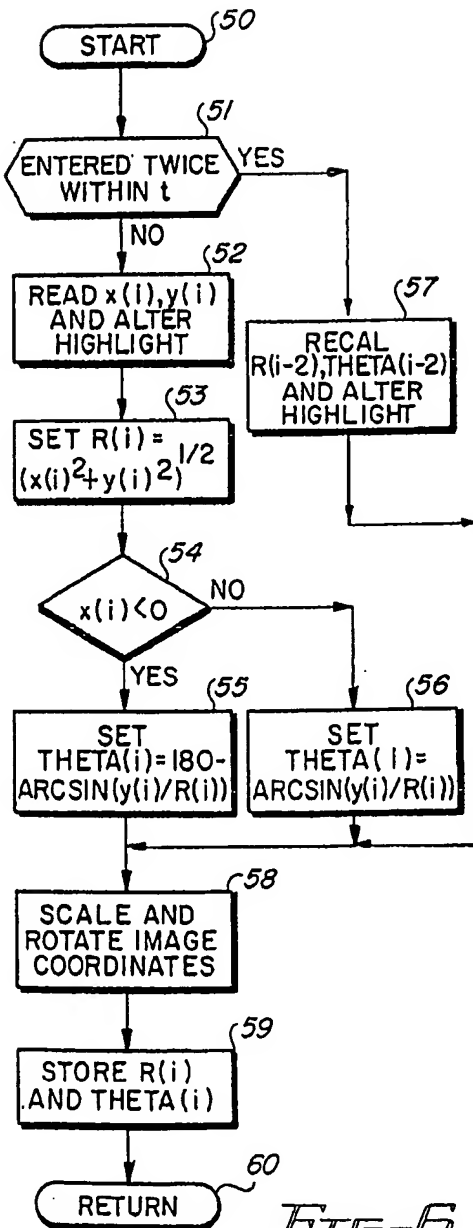 50
START
51
ENTERED TWICE
WITHIN t
YES
NO
52
READ x(i),y(i)
AND ALTER
HIGHLIGHT
57
RECAL
R(i-2),THETA(i-2)
AND ALTER
HIGHLIGHT
53
SET R(i)=
(x(i)²+y(i)²)^1/2
54
x(i)<0
NO
YES
55
SET
THETA(i)=180-
ARCSIN(y(i)/R(i))
56
SET
THETA(i)=
ARCSIN(y(i)/R(i))
58
SCALE AND
ROTATE IMAGE
COORDINATES
59
STORE R(i)
AND THETA(i)
60
RETURN